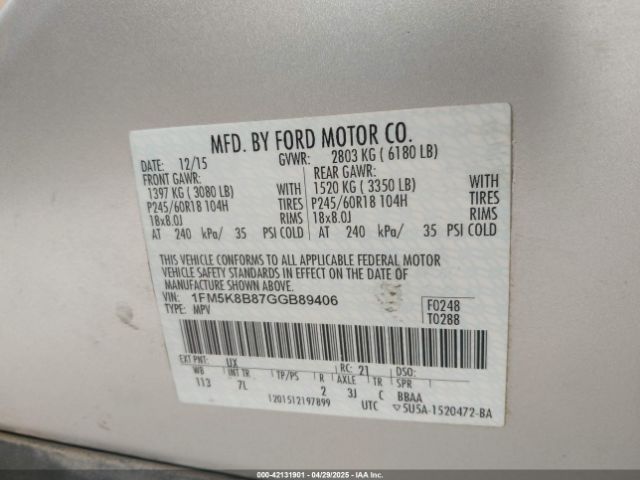 MFD. BY FORD MOTOR CO.
DATE: 12/15 GVWR: 2803 KG ( 6180 LB)
FRONT GAWR: REAR GAWR:
1397 KG ( 3080 LB) WITH 1520 KG ( 3350 LB) WITH
P245/60R18 104H TIRES P245/60R18 104H TIRES
18x8.0J RIMS 18x8.0J RIMS
AT 240 kPa/ 35 PSI COLD AT 240 kPa/ 35 PSI COLD
THIS VEHICLE CONFORMS TO ALL APPLICABLE FEDERAL MOTOR
VEHICLE SAFETY STANDARDS IN EFFECT ON THE DATE OF
MANUFACTURE SHOWN ABOVE.
VIN: 1FM5K8B87GGB89406 F0248
TYPE: MPV T0288
EXT PNT: UX RC: 21 DSO:
WB INT TR TP/PS R AXLE TR SPR
113 7L 2 3J C BBAA
1201512197899 UTC ▽5U5A-1520472-BA
000-42131901 | 04/29/2025 | IAAI.COM